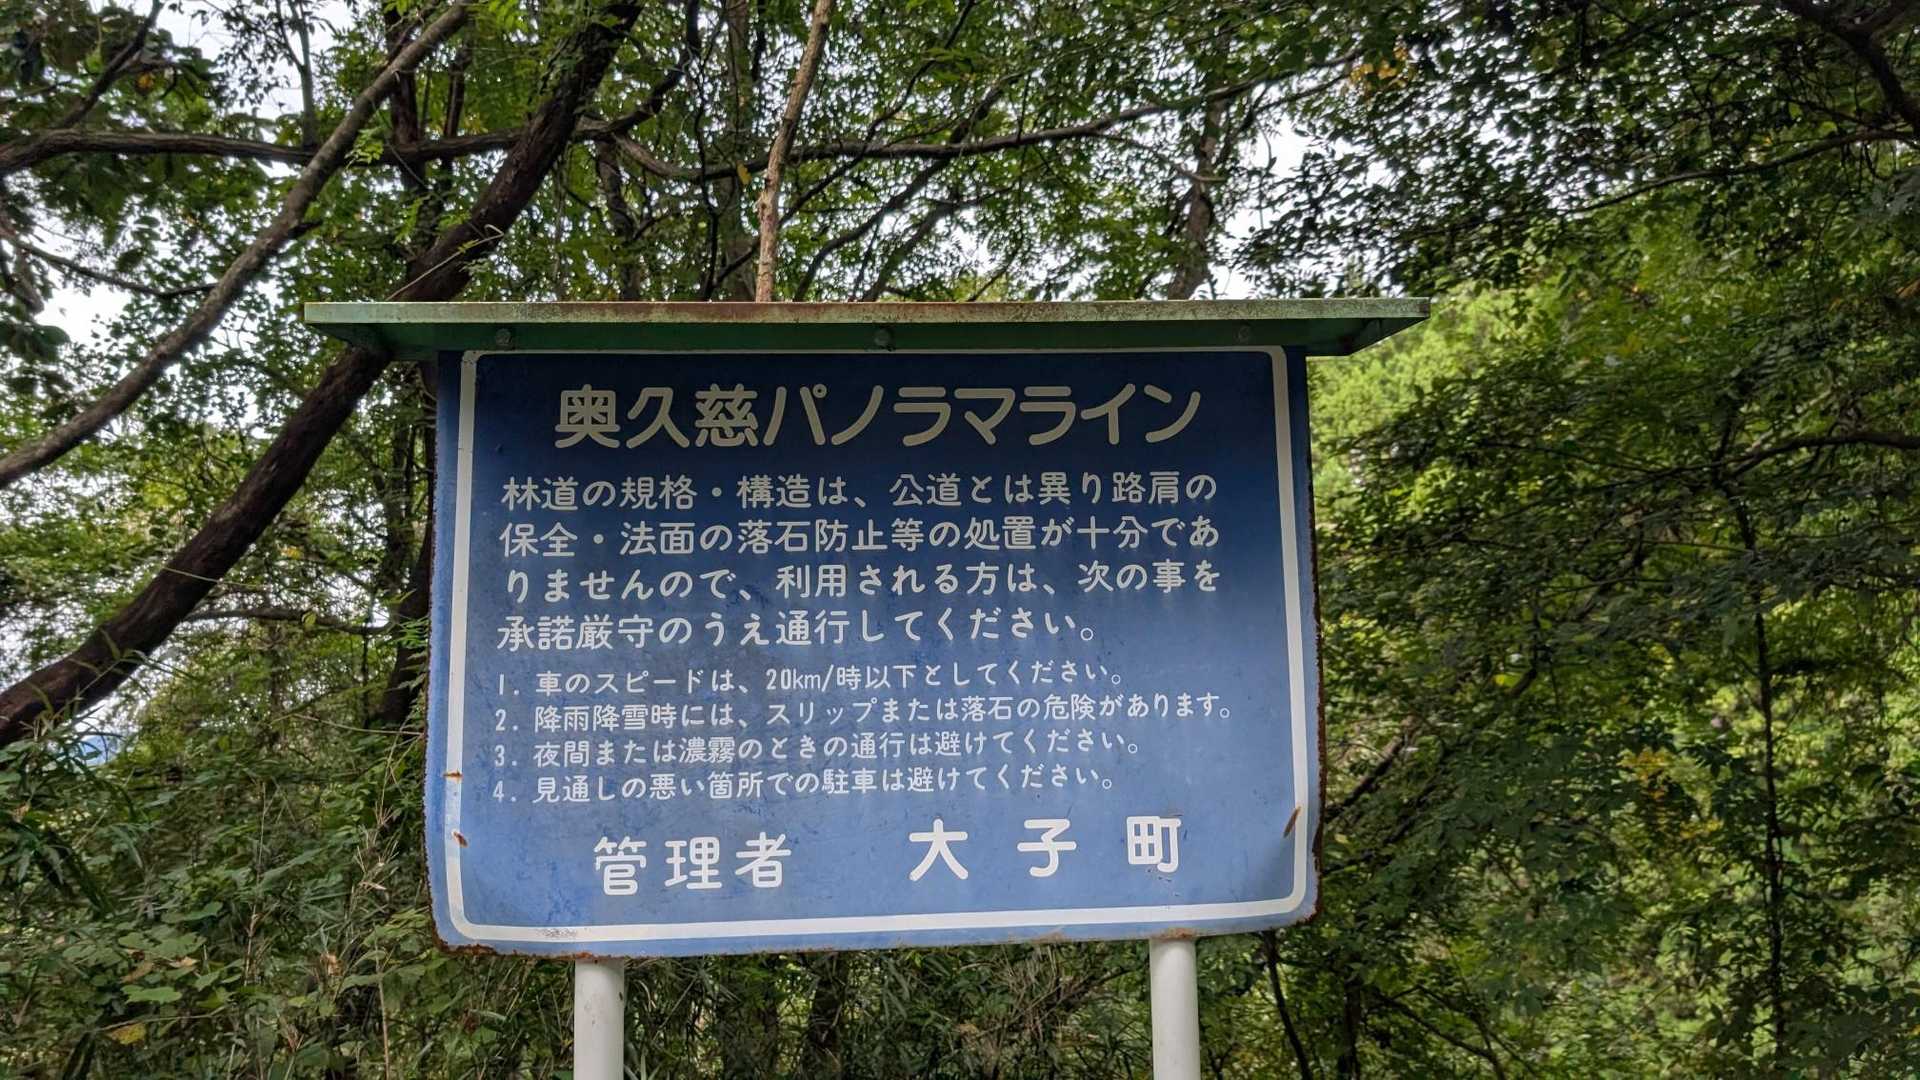 奥久慈パノラマライン
林道の規格・構造は、公道とは異り路肩の
保全・法面の落石防止等の処置が十分であ
りませんので、利用される方は、次の事を
承諾厳守のうえ通行してください。
1. 車のスピードは、20km/時以下としてください。
2. 降雨降雪時には、スリップまたは落石の危険があります。
3. 夜間または濃霧のときの通行は避けてください。
4. 見通しの悪い箇所での駐車は避けてください。
管理者 大子町